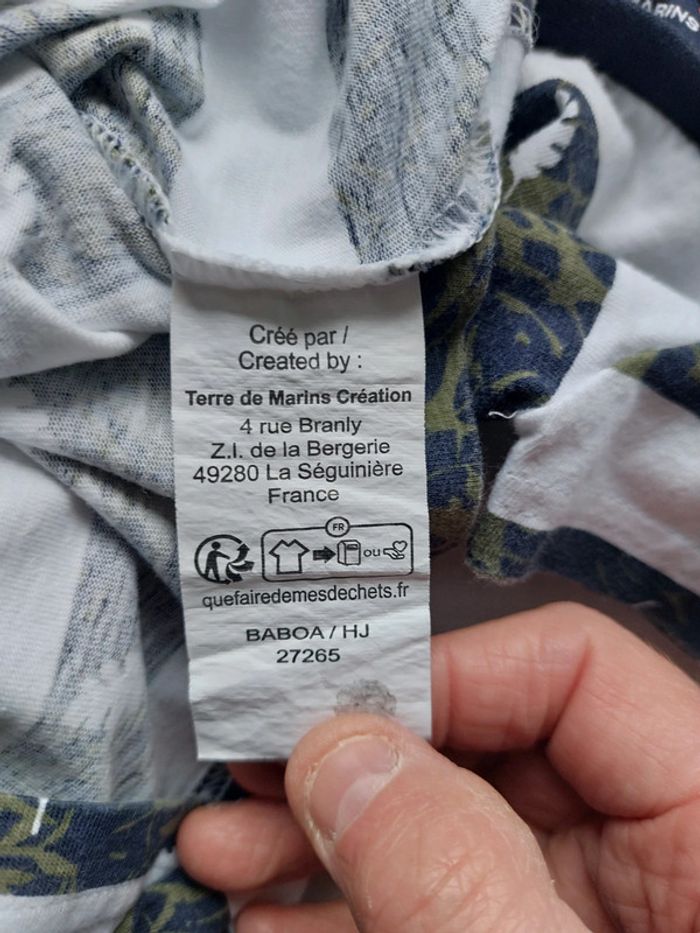 MARINS
Créé par /
Created by :
Terre de Marins Création
4 rue Branly
Z.I. de la Bergerie
49280 La Séguinière
France
FR
ou
quefairedemesdechets.fr
BABOA / HJ
27265